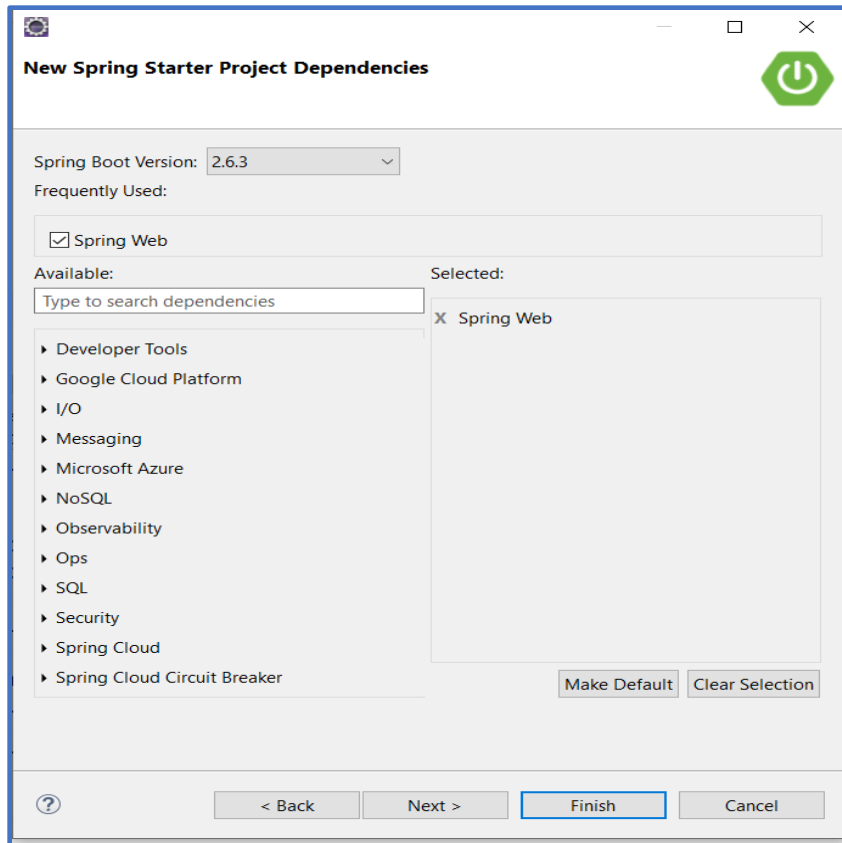 New Spring Starter Project Dependencies
Spring Boot Version: 2.6.3
Frequently Used:
Spring Web
Available:
Selected:
Type to search dependencies
X Spring Web
Developer Tools
Google Cloud Platform
I/O
Messaging
Microsoft Azure
NoSQL
Observability
Ops
SQL
Security
Spring Cloud
Spring Cloud Circuit Breaker
Make Default
Clear Selection
?
< Back
Next >
Finish
Cancel